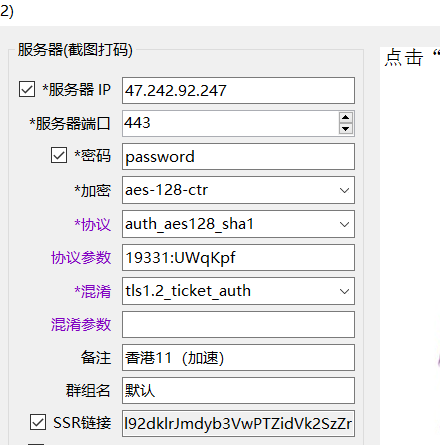 2)
服务器(截图打码)
点击“
*服务器 IP
47.242.92.247
*服务器端口
443
*密码
password
*加密
aes-128-ctr
*协议
auth_aes128_sha1
协议参数
19331:UWqKpf
*混淆
tls1.2_ticket_auth
混淆参数
备注
香港11（加速）
群组名
默认
SSR链接
l92dklrJmdyb3VwPTZidVk2SzZr